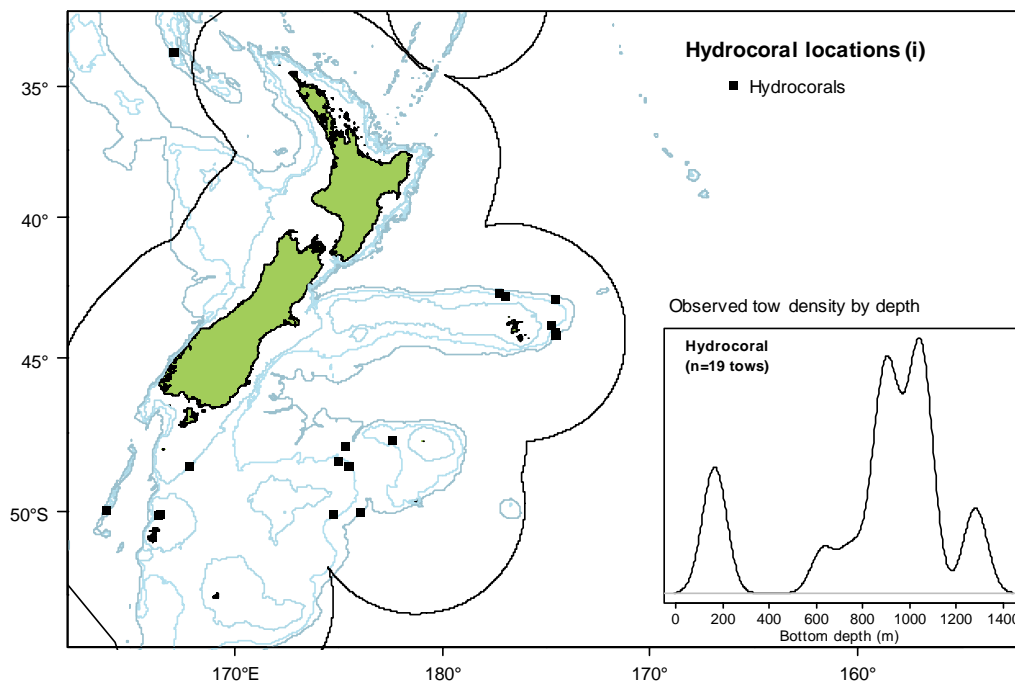 Hydrocoral locations (i)
Hydrocorals
35°
40°
45°
50°S
170°E
180°
170°
160°
Observed tow density by depth
Hydrocoral
(n=19 tows)
0 200 400 600 800 1000 1200 1400
Bottom depth (m)